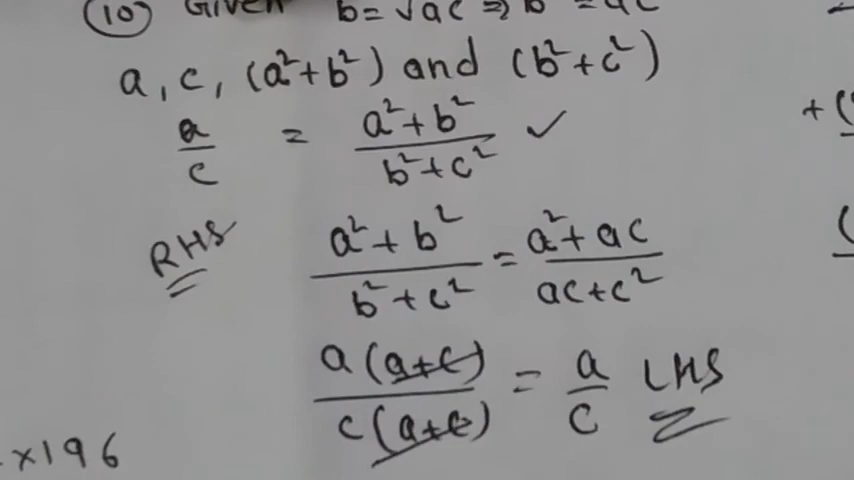 (10) Given b = √ac ⇒ b² = ac
a, c, (a²+b²) and (b²+c²)
a/c = (a²+b²)/(b²+c²) ✓
RHS (a²+b²)/(b²+c²) = (a²+ac)/(ac+c²)
a(a+c)/c(a+c) = a/c LHS
×196